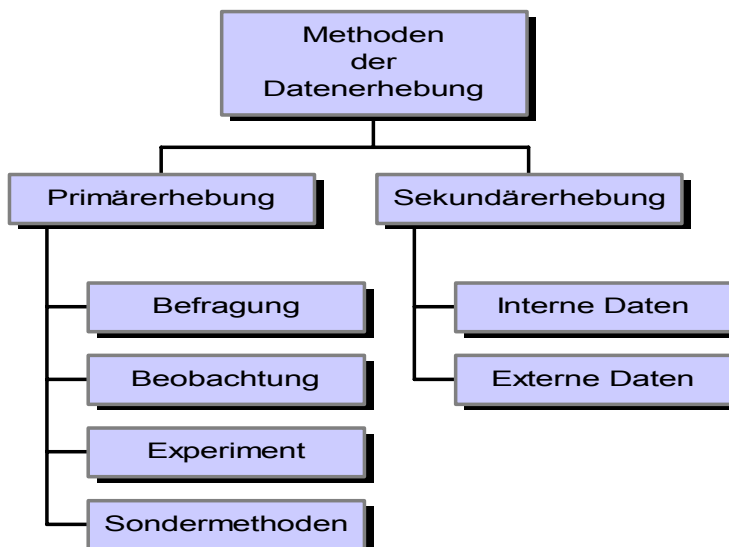 Methoden
der
Datenerhebung
Primärerhebung
Sekundärerhebung
Befragung
Interne Daten
Beobachtung
Externe Daten
Experiment
Sondermethoden